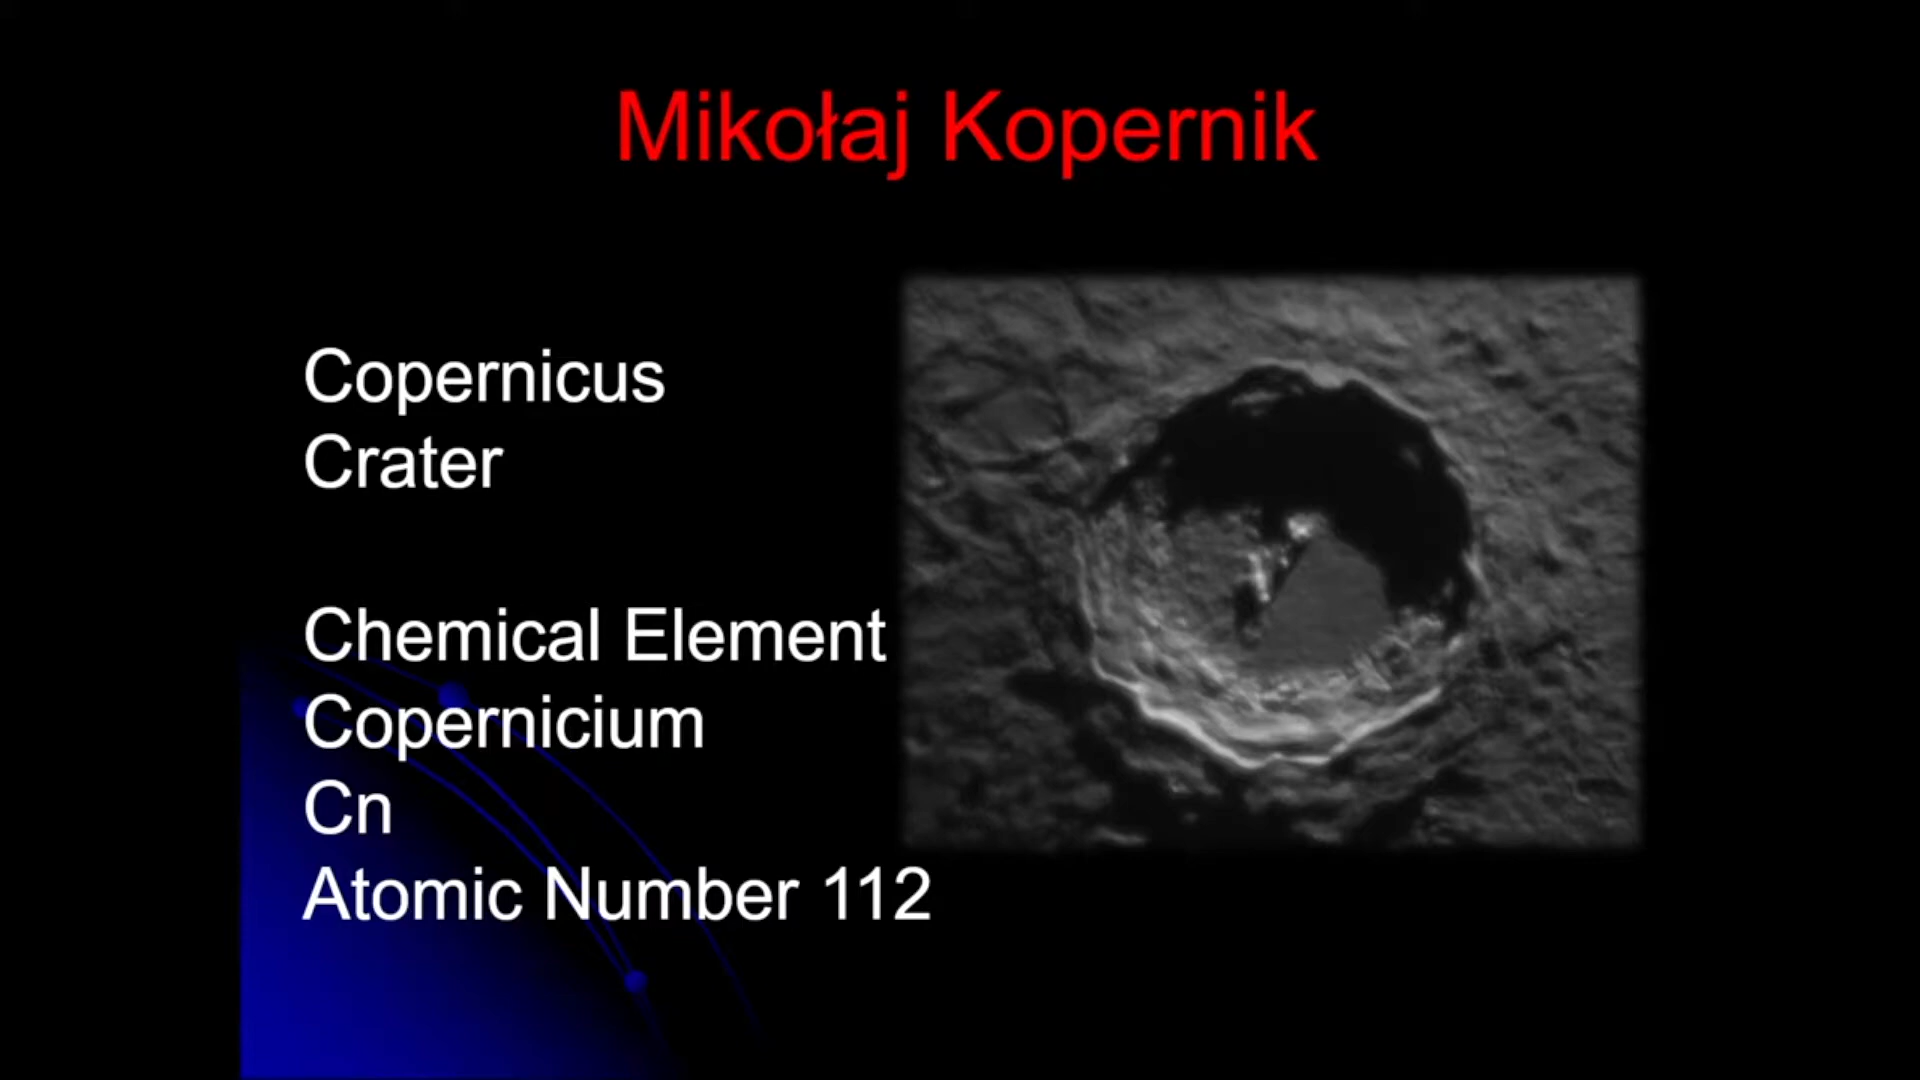 Mikołaj Kopernik
Copernicus
Crater
Chemical Element
Copernicium
Cn
Atomic Number 112